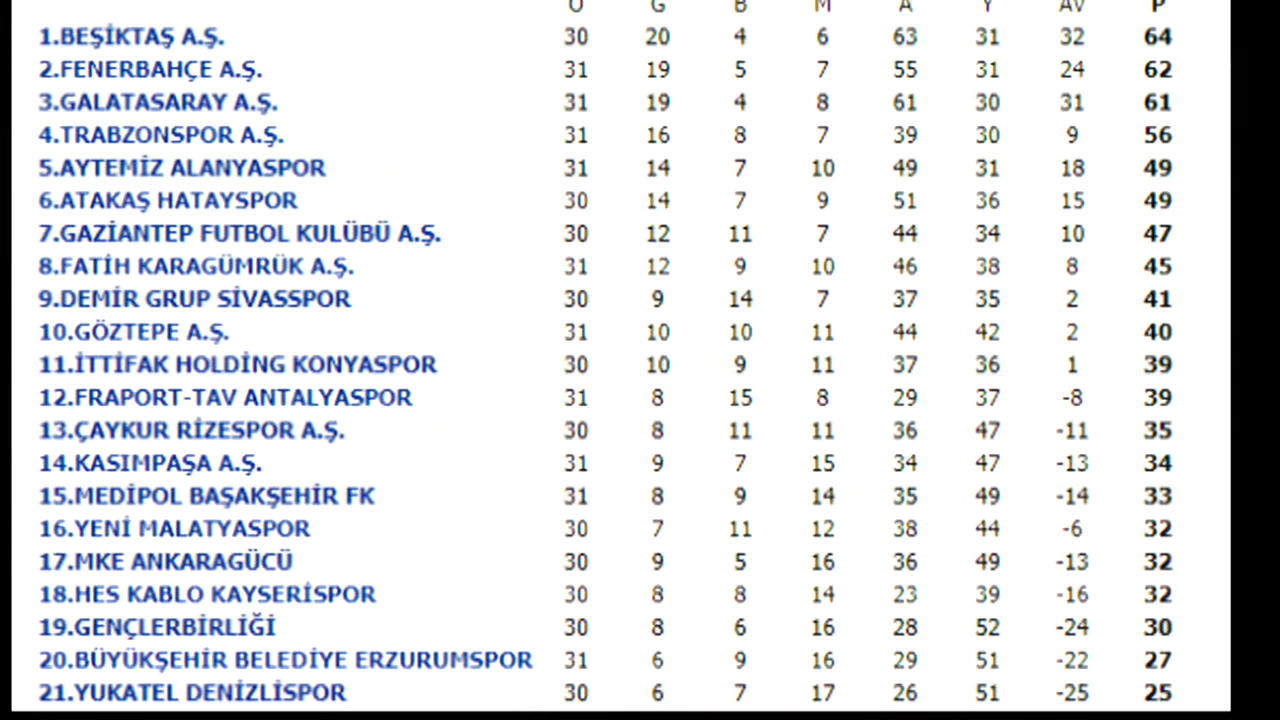 O G B M A Y AV P
1.BEŞİKTAŞ A.Ş. 30 20 4 6 63 31 32 64
2.FENERBAHÇE A.Ş. 31 19 5 7 55 31 24 62
3.GALATASARAY A.Ş. 31 19 4 8 61 30 31 61
4.TRABZONSPOR A.Ş. 31 16 8 7 39 30 9 56
5.AYTEMİZ ALANYASPOR 31 14 7 10 49 31 18 49
6.ATAKAŞ HATAYSPOR 30 14 7 9 51 36 15 49
7.GAZİANTEP FUTBOL KULÜBÜ A.Ş. 30 12 11 7 44 34 10 47
8.FATİH KARAGÜMRÜK A.Ş. 31 12 9 10 46 38 8 45
9.DEMİR GRUP SİVASSPOR 30 9 14 7 37 35 2 41
10.GÖZTEPE A.Ş. 31 10 10 11 44 42 2 40
11.İTTİFAK HOLDİNG KONYASPOR 30 10 9 11 37 36 1 39
12.FRAPORT-TAV ANTALYASPOR 31 8 15 8 29 37 -8 39
13.ÇAYKUR RİZESPOR A.Ş. 30 8 11 11 36 47 -11 35
14.KASIMPAŞA A.Ş. 31 9 7 15 34 47 -13 34
15.MEDİPOL BAŞAKŞEHİR FK 31 8 9 14 35 49 -14 33
16.YENİ MALATYASPOR 30 7 11 12 38 44 -6 32
17.MKE ANKARAGÜCÜ 30 9 5 16 36 49 -13 32
18.HES KABLO KAYSERİSPOR 30 8 8 14 23 39 -16 32
19.GENÇLERBİRLİĞİ 30 8 6 16 28 52 -24 30
20.BÜYÜKŞEHİR BELEDİYE ERZURUMSPOR 31 6 9 16 29 51 -22 27
21.YUKATEL DENİZLİSPOR 30 6 7 17 26 51 -25 25